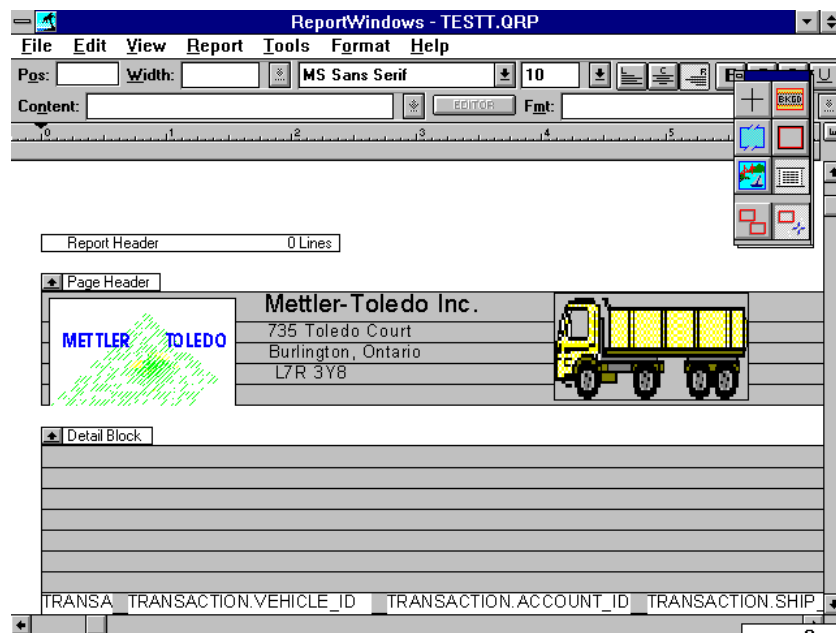 ReportWindows - TESTT.QRP
File Edit View Report Tools Format Help
Pos: Width: MS Sans Serif 10 L C R B U
Content: EDITOR Fmt:
BKGD
0 1 2 3 4 5
Report Header 0 Lines
Page Header
METTLER TOLEDO
Mettler-Toledo Inc.
735 Toledo Court
Burlington, Ontario
L7R 3Y8
Detail Block
TRANSA TRANSACTION.VEHICLE_ID TRANSACTION.ACCOUNT_ID TRANSACTION.SHIP_